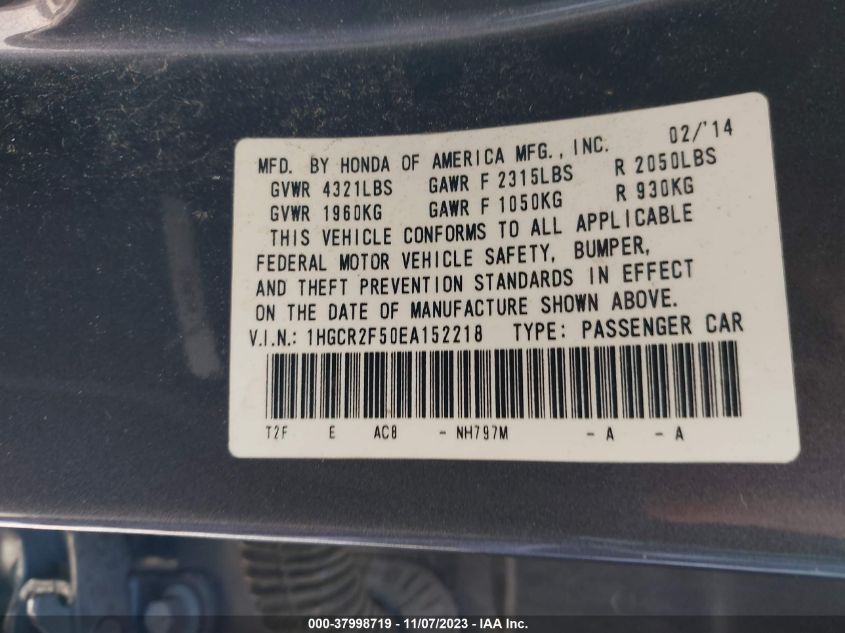 02/'14
MFD. BY HONDA OF AMERICA MFG., INC.
GVWR 4321LBS GAWR F 2315LBS R 2050LBS
GVWR 1960KG GAWR F 1050KG R 930KG
THIS VEHICLE CONFORMS TO ALL APPLICABLE
FEDERAL MOTOR VEHICLE SAFETY, BUMPER,
AND THEFT PREVENTION STANDARDS IN EFFECT
ON THE DATE OF MANUFACTURE SHOWN ABOVE.
V.I.N.: 1HGCR2F50EA152218 TYPE: PASSENGER CAR
T2F E AC8 - NH797M - A - A
000-37998719 — 11/07/2023 - IAA Inc.